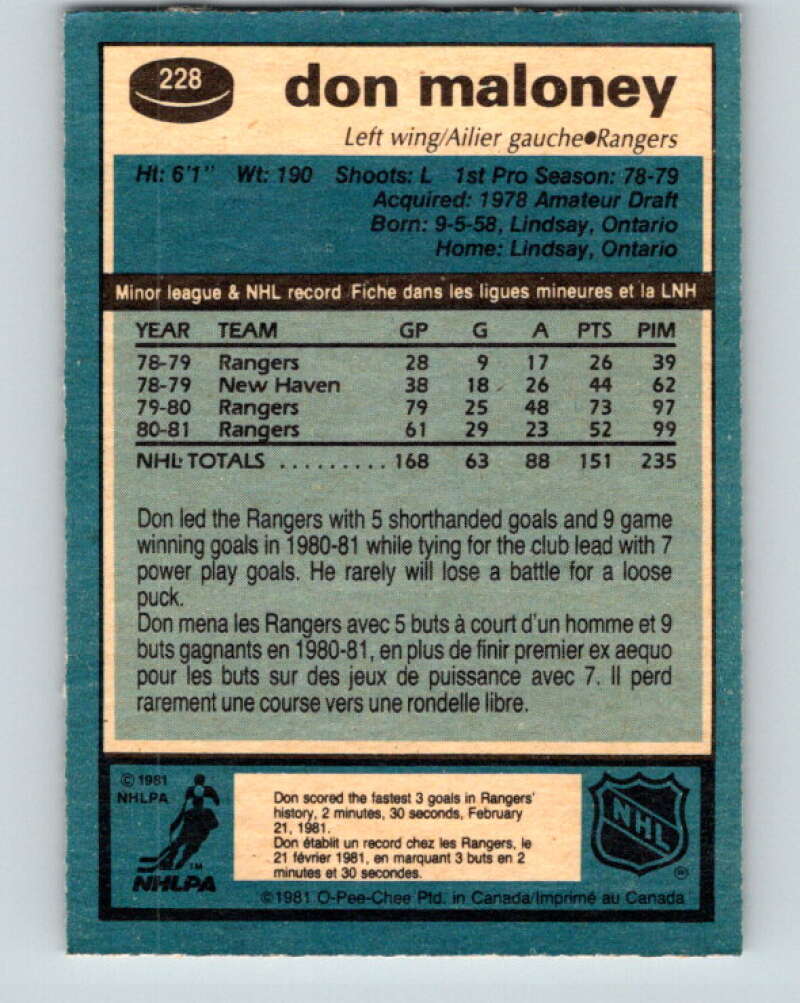 228
don maloney
Left wing/Ailier gauche●Rangers
Ht: 6'1" Wt: 190 Shoots: L 1st Pro Season: 78-79
Acquired: 1978 Amateur Draft
Born: 9-5-58, Lindsay, Ontario
Home: Lindsay, Ontario
Minor league & NHL record Fiche dans les ligues mineures et la LNH
YEAR TEAM GP G A PTS PIM
78-79 Rangers 28 9 17 26 39
78-79 New Haven 38 18 26 44 62
79-80 Rangers 79 25 48 73 97
80-81 Rangers 61 29 23 52 99
NHL TOTALS ......... 168 63 88 151 235
Don led the Rangers with 5 shorthanded goals and 9 game
winning goals in 1980-81 while tying for the club lead with 7
power play goals. He rarely will lose a battle for a loose
puck.
Don mena les Rangers avec 5 buts à court d'un homme et 9
buts gagnants en 1980-81, en plus de finir premier ex aequo
pour les buts sur des jeux de puissance avec 7. Il perd
rarement une course vers une rondelle libre.
© 1981
NHLPA
TM
NHLPA
Don scored the fastest 3 goals in Rangers'
history, 2 minutes, 30 seconds, February
21, 1981.
Don établit un record chez les Rangers, le
21 février 1981, en marquant 3 buts en 2
minutes et 30 secondes.
NHL
®
©1981 O-Pee-Chee Ptd. in Canada/Imprimé au Canada